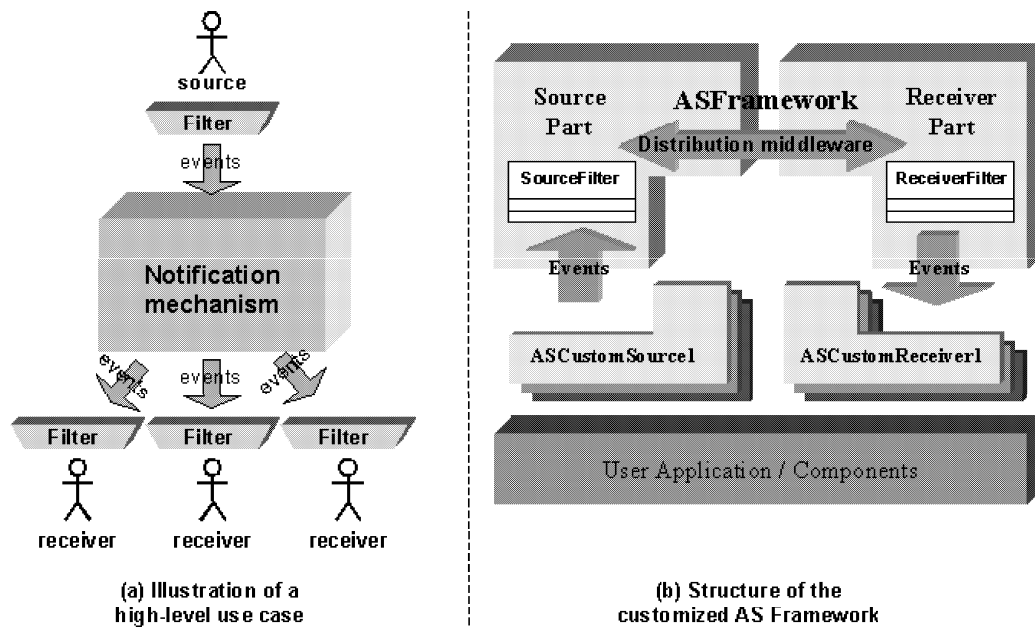 source
Filter
events
Notification
mechanism
events
events
events
Filter
Filter
Filter
receiver
receiver
receiver
(a) Illustration of a
high-level use case
Source
Part
ASFramework
Receiver
Part
Distribution middleware
SourceFilter
ReceiverFilter
Events
Events
ASCustomSource1
ASCustomReceiver1
User Application / Components
(b) Structure of the
customized AS Framework